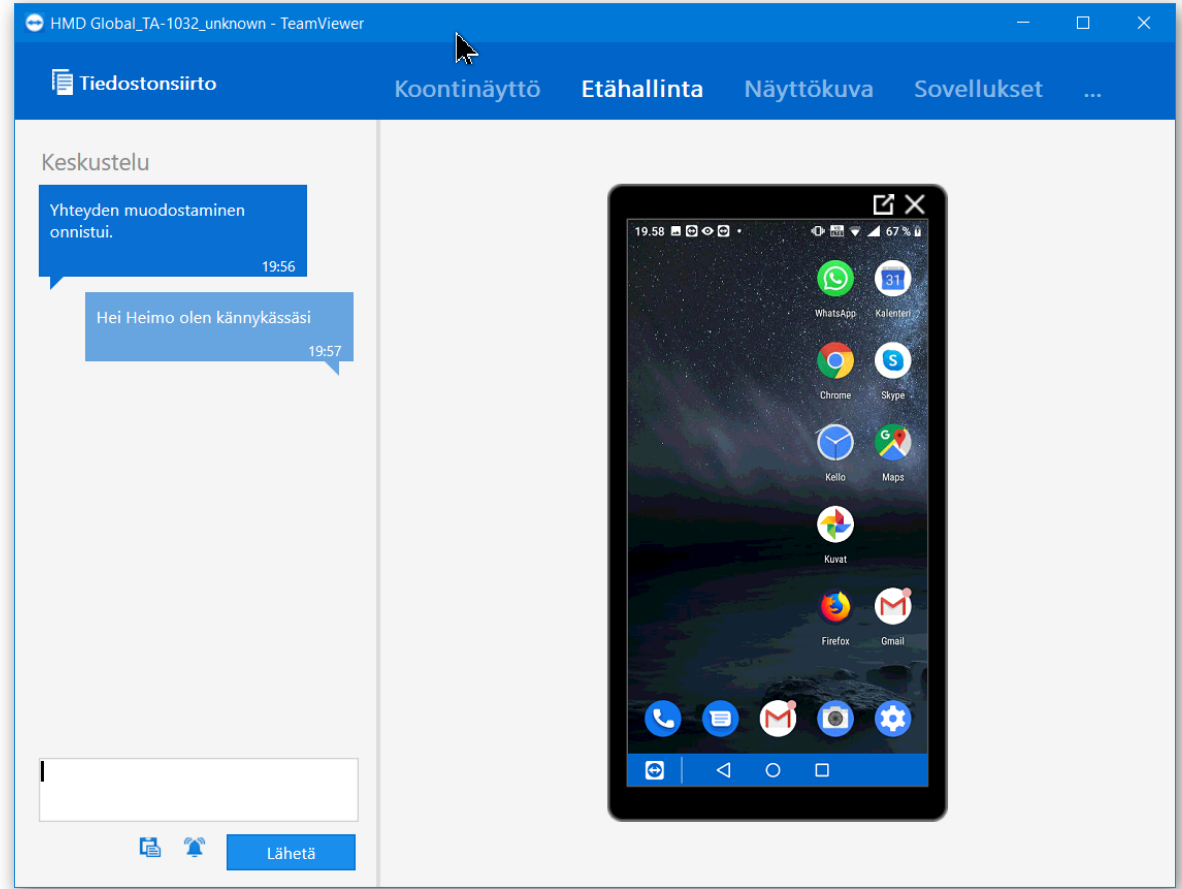 HMD Global_TA-1032_unknown - TeamViewer
Tiedostonsiirto
Koontinäyttö Etähallinta Näyttökuva Sovellukset ...
Keskustelu
Yhteyden muodostaminen
onnistui.
19:56
Hei Heimo olen kännykässäsi
19:57
19.58 67 %
31
WhatsApp Kalenteri
Chrome Skype
Kello Maps
Kuvat
Firefox Gmail
Lähetä